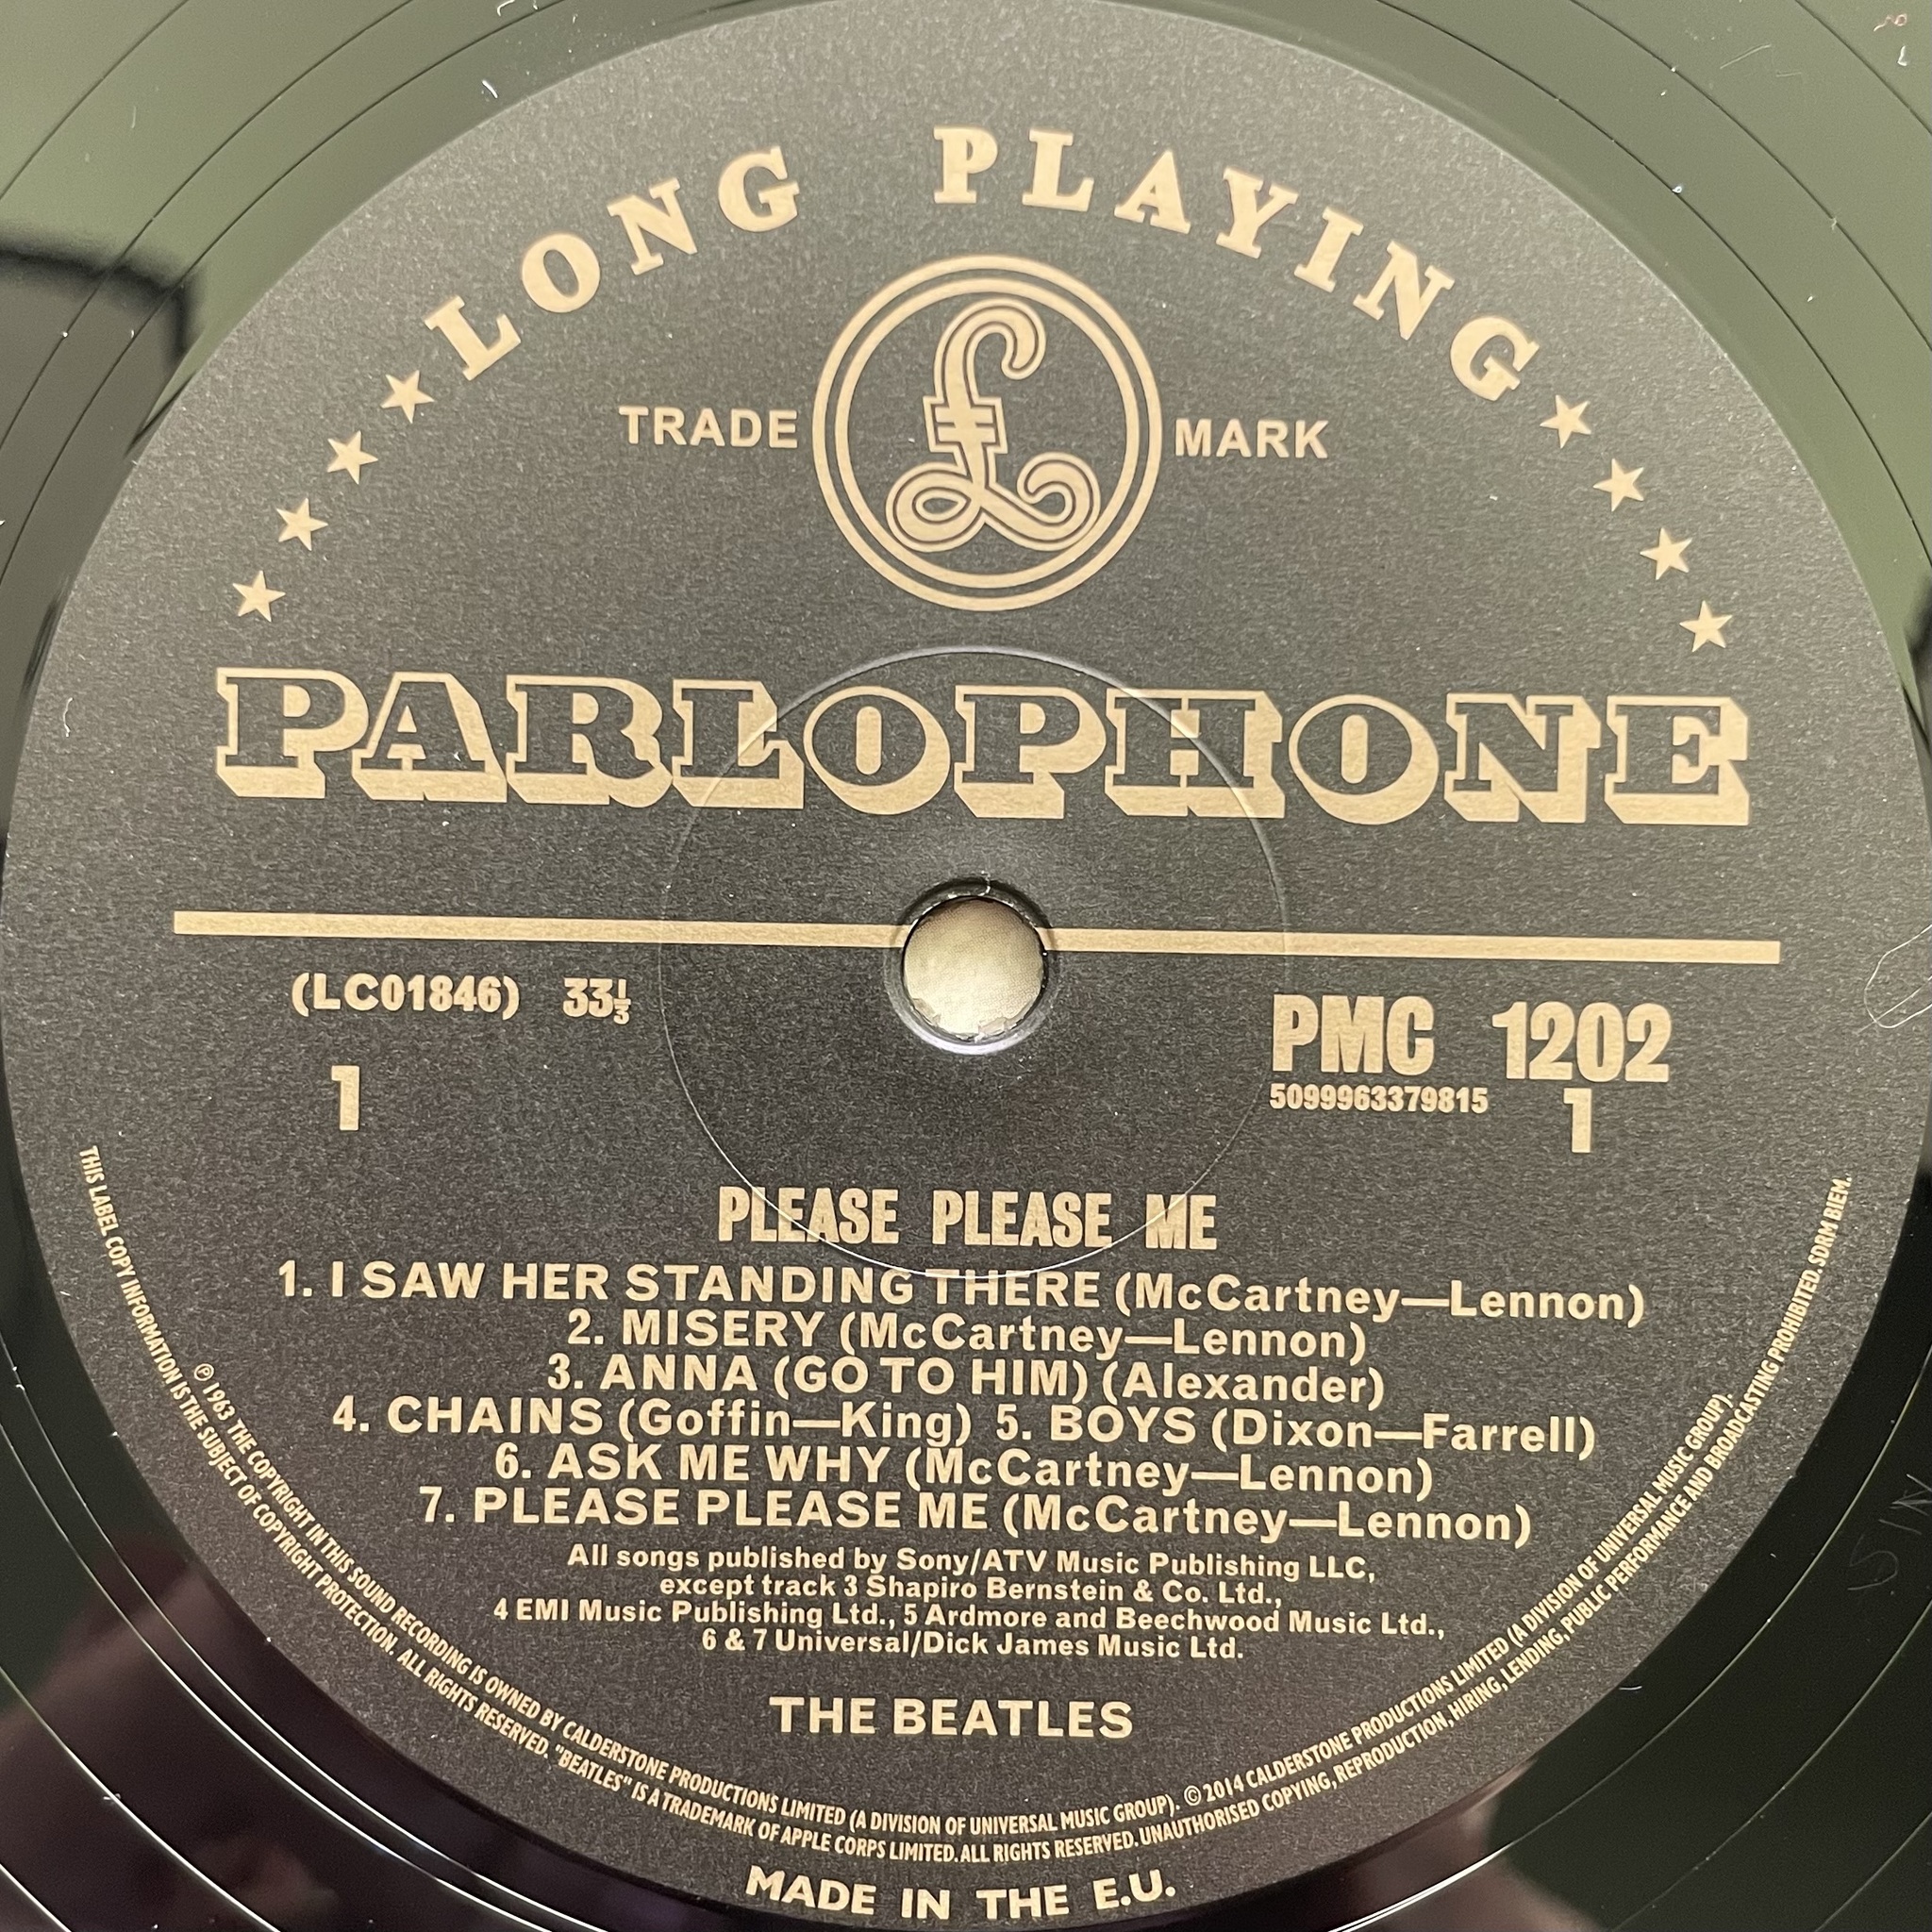 LONG PLAYING
TRADE £ MARK
PARLOPHONE
(LC01846) 33⅓
PMC 1202
5099963379815
1
1
PLEASE PLEASE ME
1. I SAW HER STANDING THERE (McCartney—Lennon)
2. MISERY (McCartney—Lennon)
3. ANNA (GO TO HIM) (Alexander)
4. CHAINS (Goffin—King) 5. BOYS (Dixon—Farrell)
6. ASK ME WHY (McCartney—Lennon)
7. PLEASE PLEASE ME (McCartney—Lennon)
All songs published by Sony/ATV Music Publishing LLC,
except track 3 Shapiro Bernstein & Co. Ltd.,
4 EMI Music Publishing Ltd., 5 Ardmore and Beechwood Music Ltd.,
6 & 7 Universal/Dick James Music Ltd.
THE BEATLES
℗ 1963 THE COPYRIGHT IN THIS SOUND RECORDING IS OWNED BY CALDERSTONE PRODUCTIONS LIMITED (A DIVISION OF UNIVERSAL MUSIC GROUP). © 2014 CALDERSTONE PRODUCTIONS LIMITED (A DIVISION OF UNIVERSAL MUSIC GROUP).
THIS LABEL COPY INFORMATION IS THE SUBJECT OF COPYRIGHT PROTECTION. ALL RIGHTS RESERVED. "BEATLES" IS A TRADEMARK OF APPLE CORPS LIMITED. ALL RIGHTS RESERVED. UNAUTHORISED COPYING, REPRODUCTION, HIRING, LENDING, PUBLIC PERFORMANCE AND BROADCASTING PROHIBITED. SDRM BIEM.
MADE IN THE E.U.